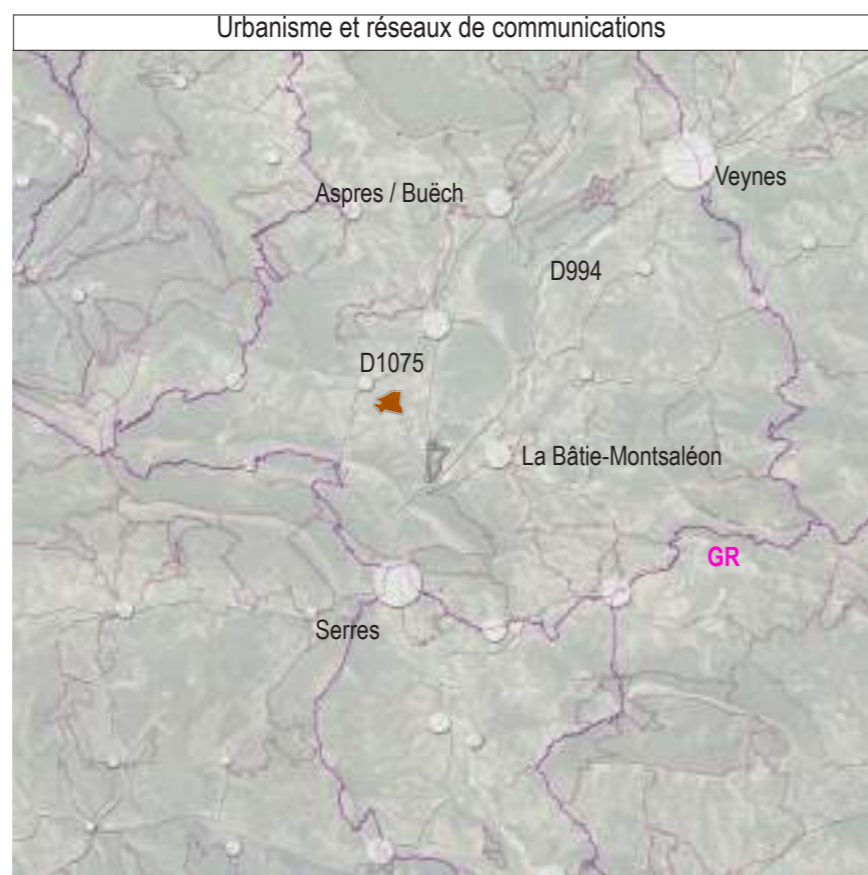 Urbanisme et réseaux de communications
Veynes
Aspres / Buëch
D994
D1075
La Bâtie-Montsaléon
GR
Serres